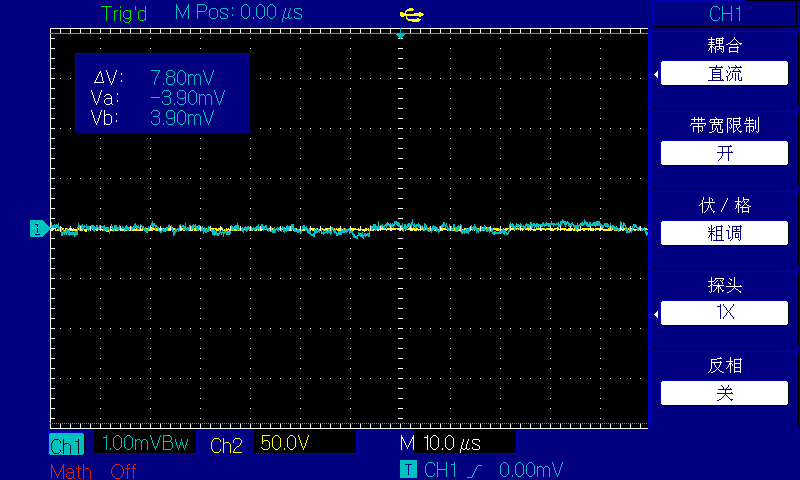 Trig'd M Pos: 0.00 μs CH1
ΔV: 7.80mV
Va: -3.90mV
Vb: 3.90mV
1
耦合
直流
带宽限制
开
伏/格
粗调
探头
1X
反相
关
Ch1 1.00mVBw Ch2 50.0V M 10.0 μs
Math Off T CH1 0.00mV